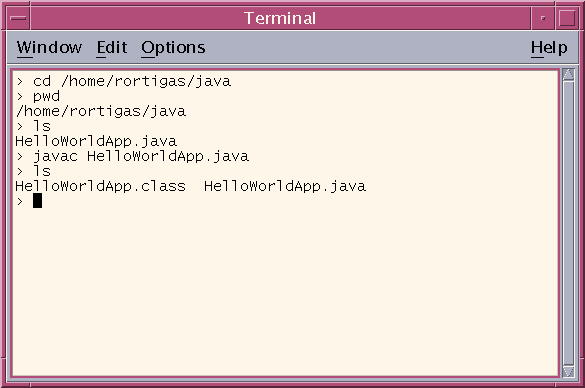 Terminal
Window Edit Options Help
> cd /home/rortigas/java
> pwd
/home/rortigas/java
> ls
HelloWorldApp.java
> javac HelloWorldApp.java
> ls
HelloWorldApp.class  HelloWorldApp.java
>